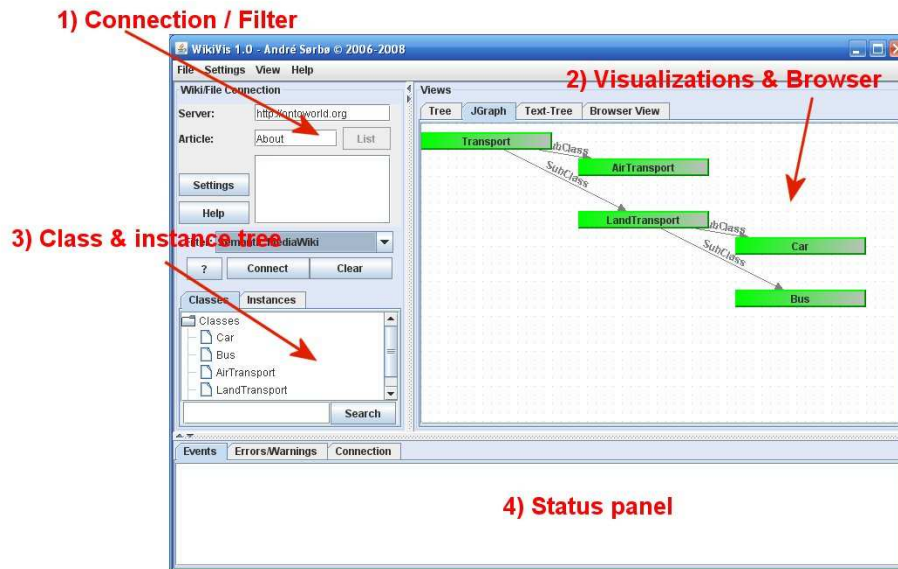 1) Connection / Filter
WikiVis 1.0 - André Sørbø © 2006-2008
File Settings View Help
Wiki/File Connection
Server: http://ontoworld.org
Article: About List
Settings
Help
3) Class & instance tree
Filter: Semantic MediaWiki
? Connect Clear
Classes Instances
Classes
Car
Bus
AirTransport
LandTransport
Search
Views
2) Visualizations & Browser
Tree JGraph Text-Tree Browser View
Transport
SubClass
AirTransport
SubClass
LandTransport
SubClass
Car
SubClass
Bus
Events Errors/Warnings Connection
4) Status panel